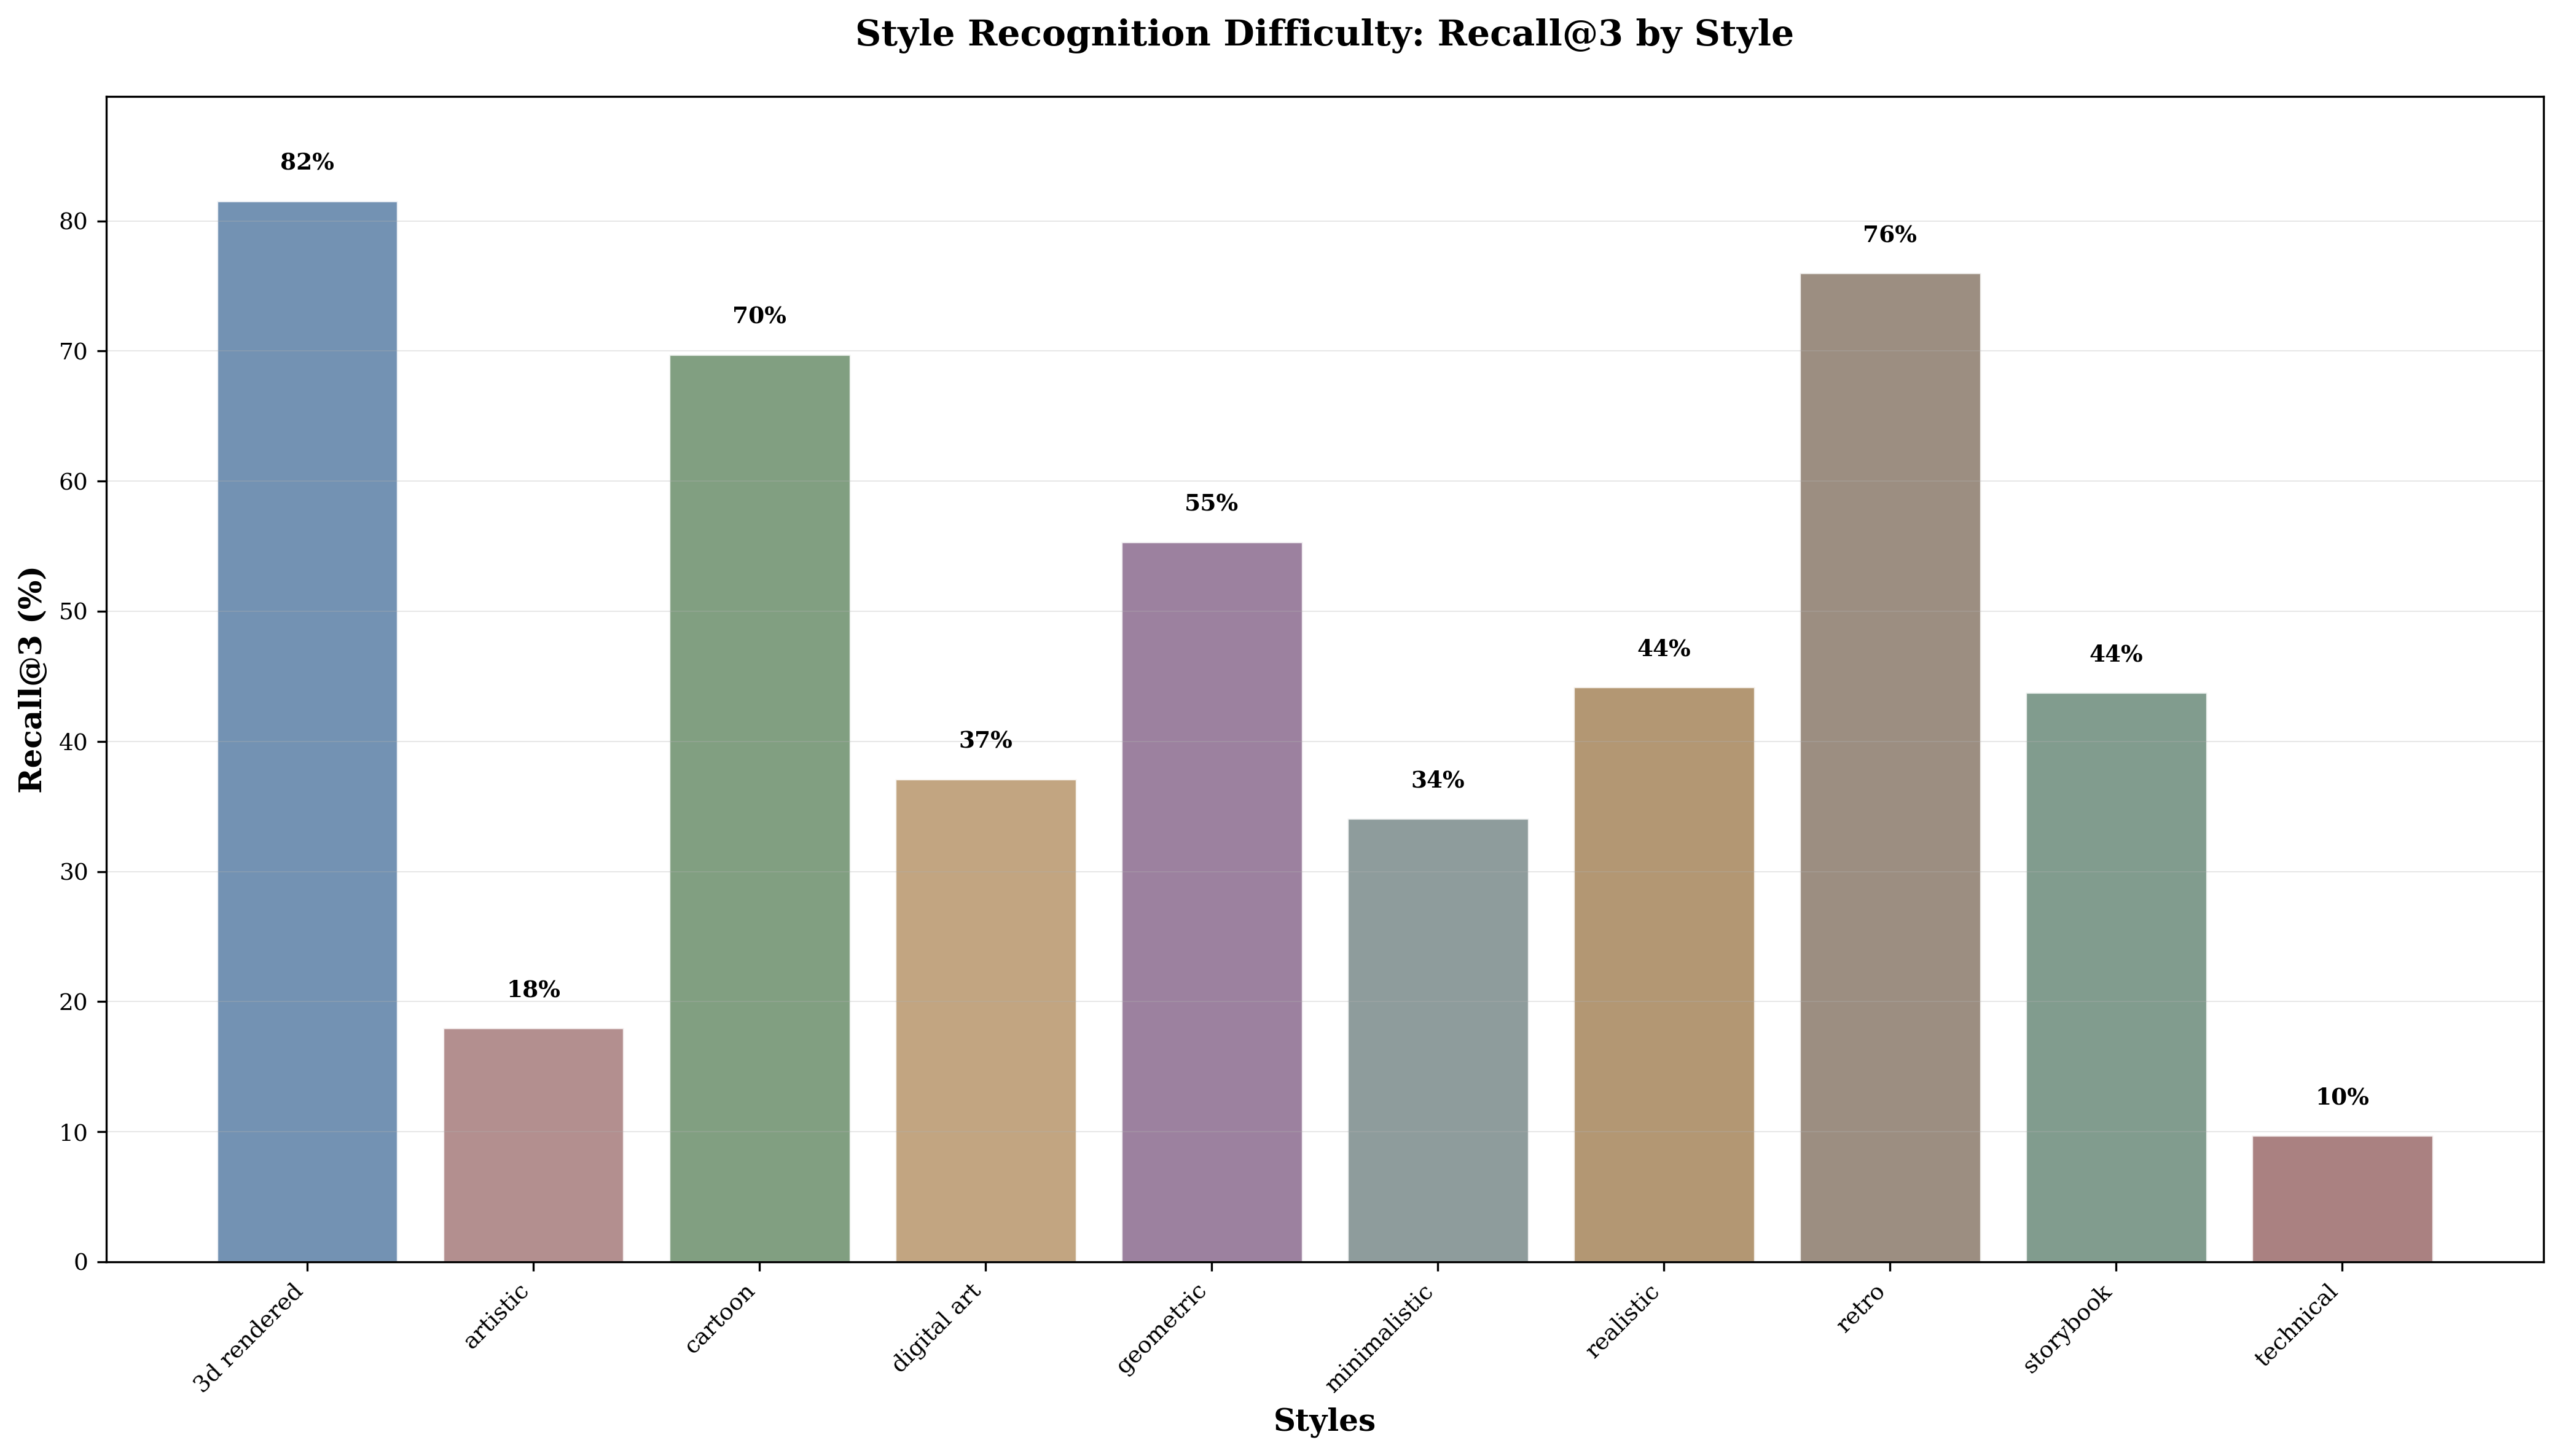 Style Recognition Difficulty: Recall@3 by Style
Recall@3 (%)
80
70
60
50
40
30
20
10
0
82%
18%
70%
37%
55%
34%
44%
76%
44%
10%
3d rendered
artistic
cartoon
digital art
geometric
minimalistic
realistic
retro
storybook
technical
Styles